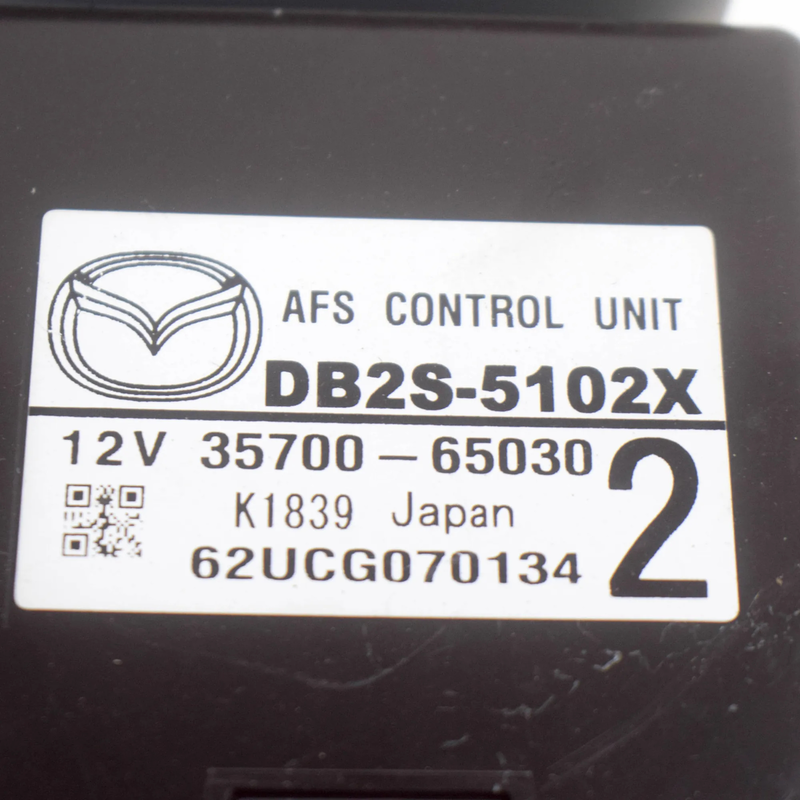 AFS CONTROL UNIT
DB2S-5102X
12V 35700-65030
2
K1839 Japan
62UCG070134